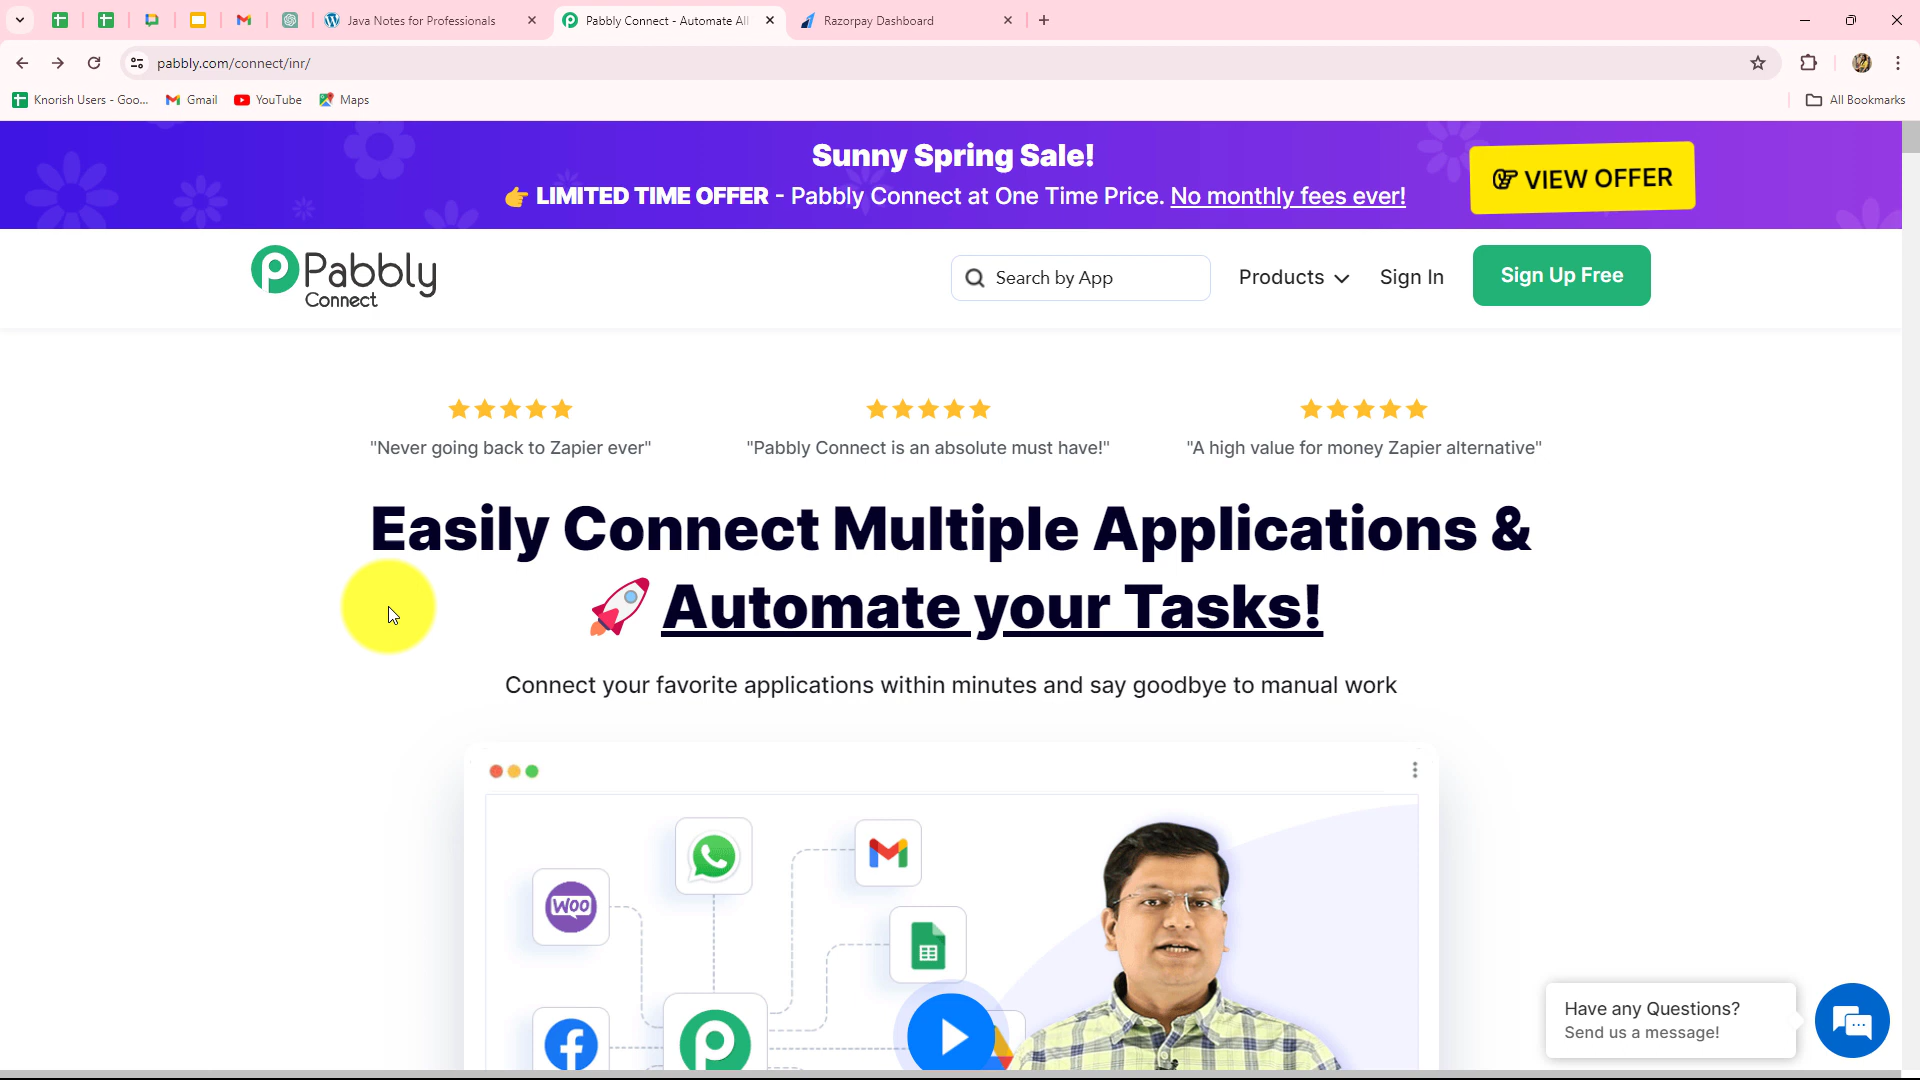 Java Notes for Professionals
Pabbly Connect - Automate All
Razorpay Dashboard
pabbly.com/connect/inr/
Knorish Users - Goo...
Gmail
YouTube
Maps
All Bookmarks
Sunny Spring Sale!
👉 LIMITED TIME OFFER - Pabbly Connect at One Time Price. No monthly fees ever!
VIEW OFFER
Pabbly
Connect
Search by App
Products
Sign In
Sign Up Free
"Never going back to Zapier ever"
"Pabbly Connect is an absolute must have!"
"A high value for money Zapier alternative"
Easily Connect Multiple Applications &
🚀 Automate your Tasks!
Connect your favorite applications within minutes and say goodbye to manual work
Woo
Have any Questions?
Send us a message!